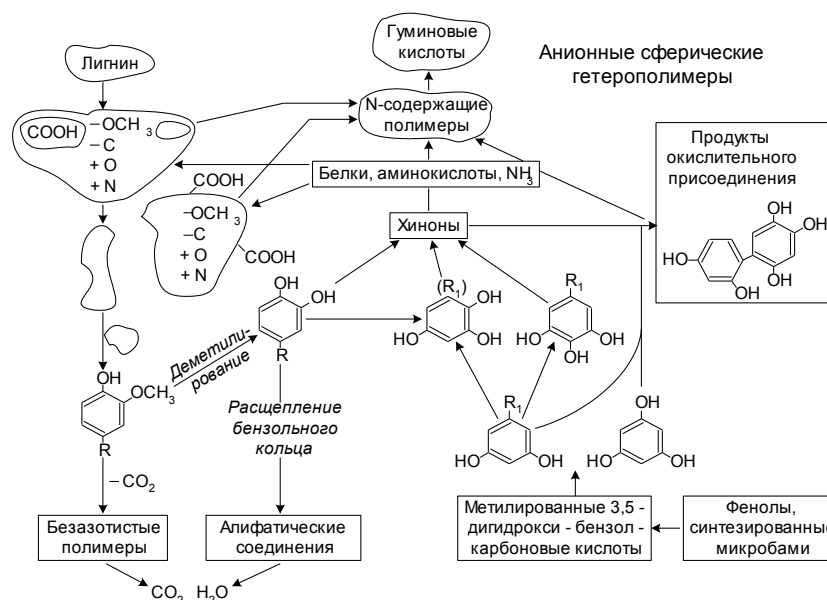 Гуминовые
кислоты
Анионные сферические
гетерополимеры
Лигнин
N-содержащие
полимеры
COOH
–OCH3
–C
+ O
+ N
Продукты
окислительного
присоединения
OH
OH
OH
HO
OH
OH
Белки, аминокислоты, NH3
COOH
–OCH3
–C
+ O
+ N
COOH
Хиноны
OH
OH
R
(R1)
OH
HO
OH
R1
HO
OH
OH
Деметили-
рование
OH
OCH3
R
Расщепление
бензольного
кольца
R1
HO
OH
OH
HO
OH
–CO2
Безазотистые
полимеры
Алифатические
соединения
Метилированные 3,5 -
дигидрокси - бензол -
карбоновые кислоты
Фенолы,
синтезированные
микробами
CO2
H2O